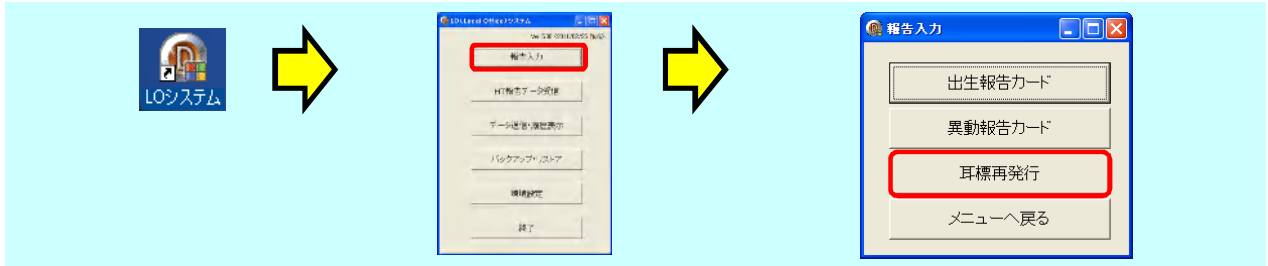 LOシステム
LO(Local Office)システム
報告入力
HT報告データ受信
データ送信・履歴表示
バックアップ・リストア
環境設定
終了
報告入力
出生報告カード
異動報告カード
耳標再発行
メニューへ戻る